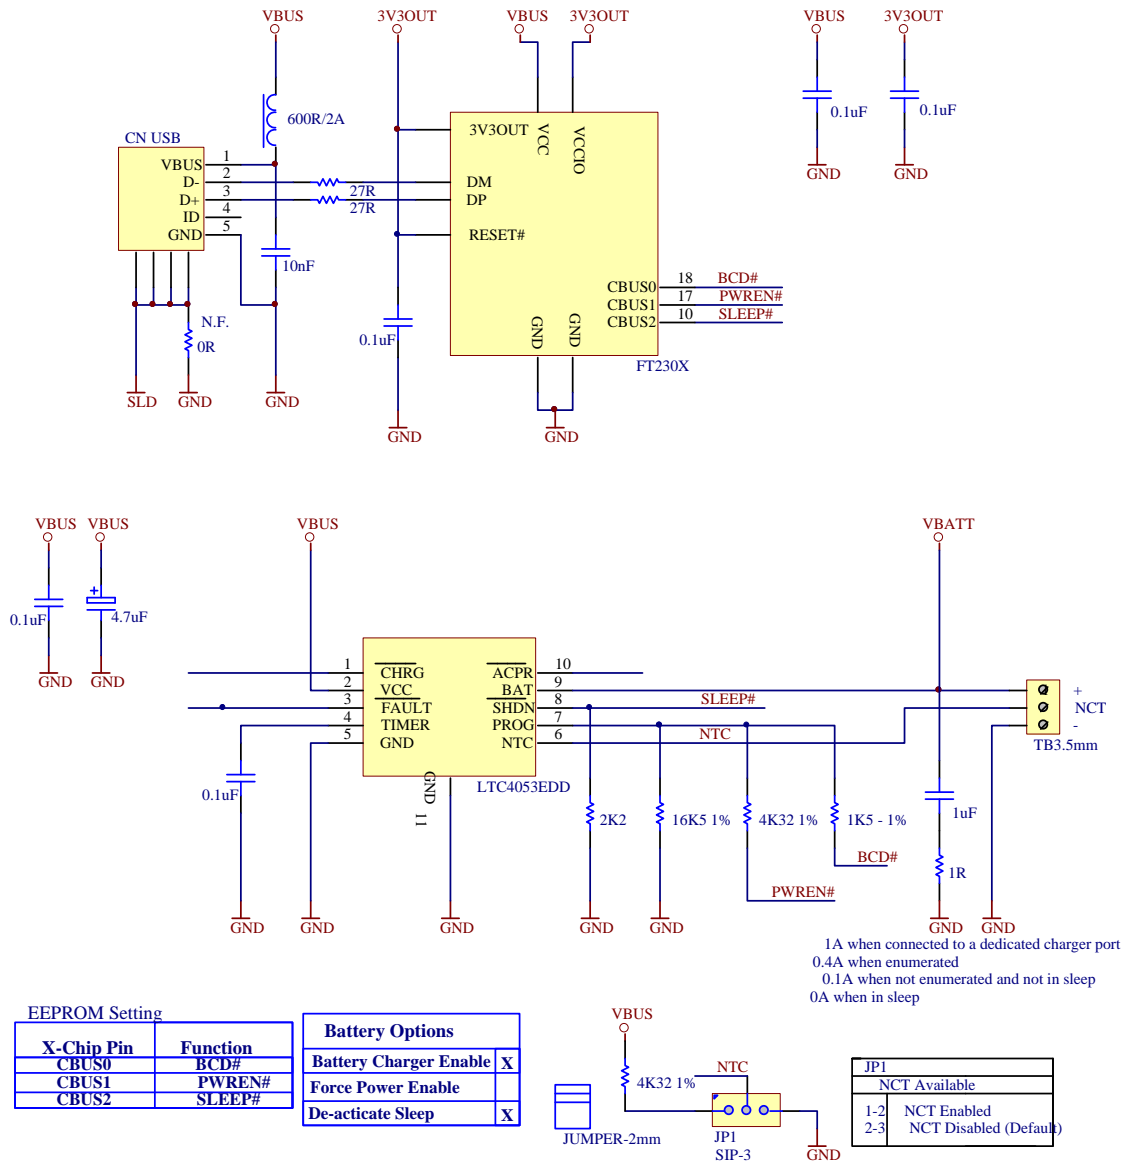 VBUS 3V3OUT VBUS 3V3OUT VBUS 3V3OUT
600R/2A
0.1uF 0.1uF
GND GND
CN USB
VBUS 1
D- 2
D+ 3
ID 4
GND 5
27R
27R
10nF
N.F.
0R
SLD GND GND
0.1uF
GND
3V3OUT
VCC
VCCIO
DM
DP
RESET#
CBUS0 18 BCD#
CBUS1 17 PWREN#
CBUS2 10 SLEEP#
GND
GND
FT230X
GND
VBUS VBUS VBUS VBATT
0.1uF
+
4.7uF
GND GND
1 CHRG
2 VCC
3 FAULT
4 TIMER
5 GND
ACPR 10
BAT 9
SHDN 8 SLEEP#
PROG 7
NTC 6 NTC
GND 11
LTC4053EDD
+
NCT
-
TB3.5mm
0.1uF
2K2 16K5 1% 4K32 1% 1K5 - 1%
1uF
1R
BCD#
PWREN#
GND GND GND GND GND GND GND
1A when connected to a dedicated charger port
0.4A when enumerated
0.1A when not enumerated and not in sleep
0A when in sleep
EEPROM Setting
X-Chip Pin Function
CBUS0 BCD#
CBUS1 PWREN#
CBUS2 SLEEP#
Battery Options
Battery Charger Enable X
Force Power Enable
De-acticate Sleep X
JUMPER-2mm
VBUS
4K32 1%
NTC
JP1
SIP-3
GND
JP1
NCT Available
1-2 NCT Enabled
2-3 NCT Disabled (Default)